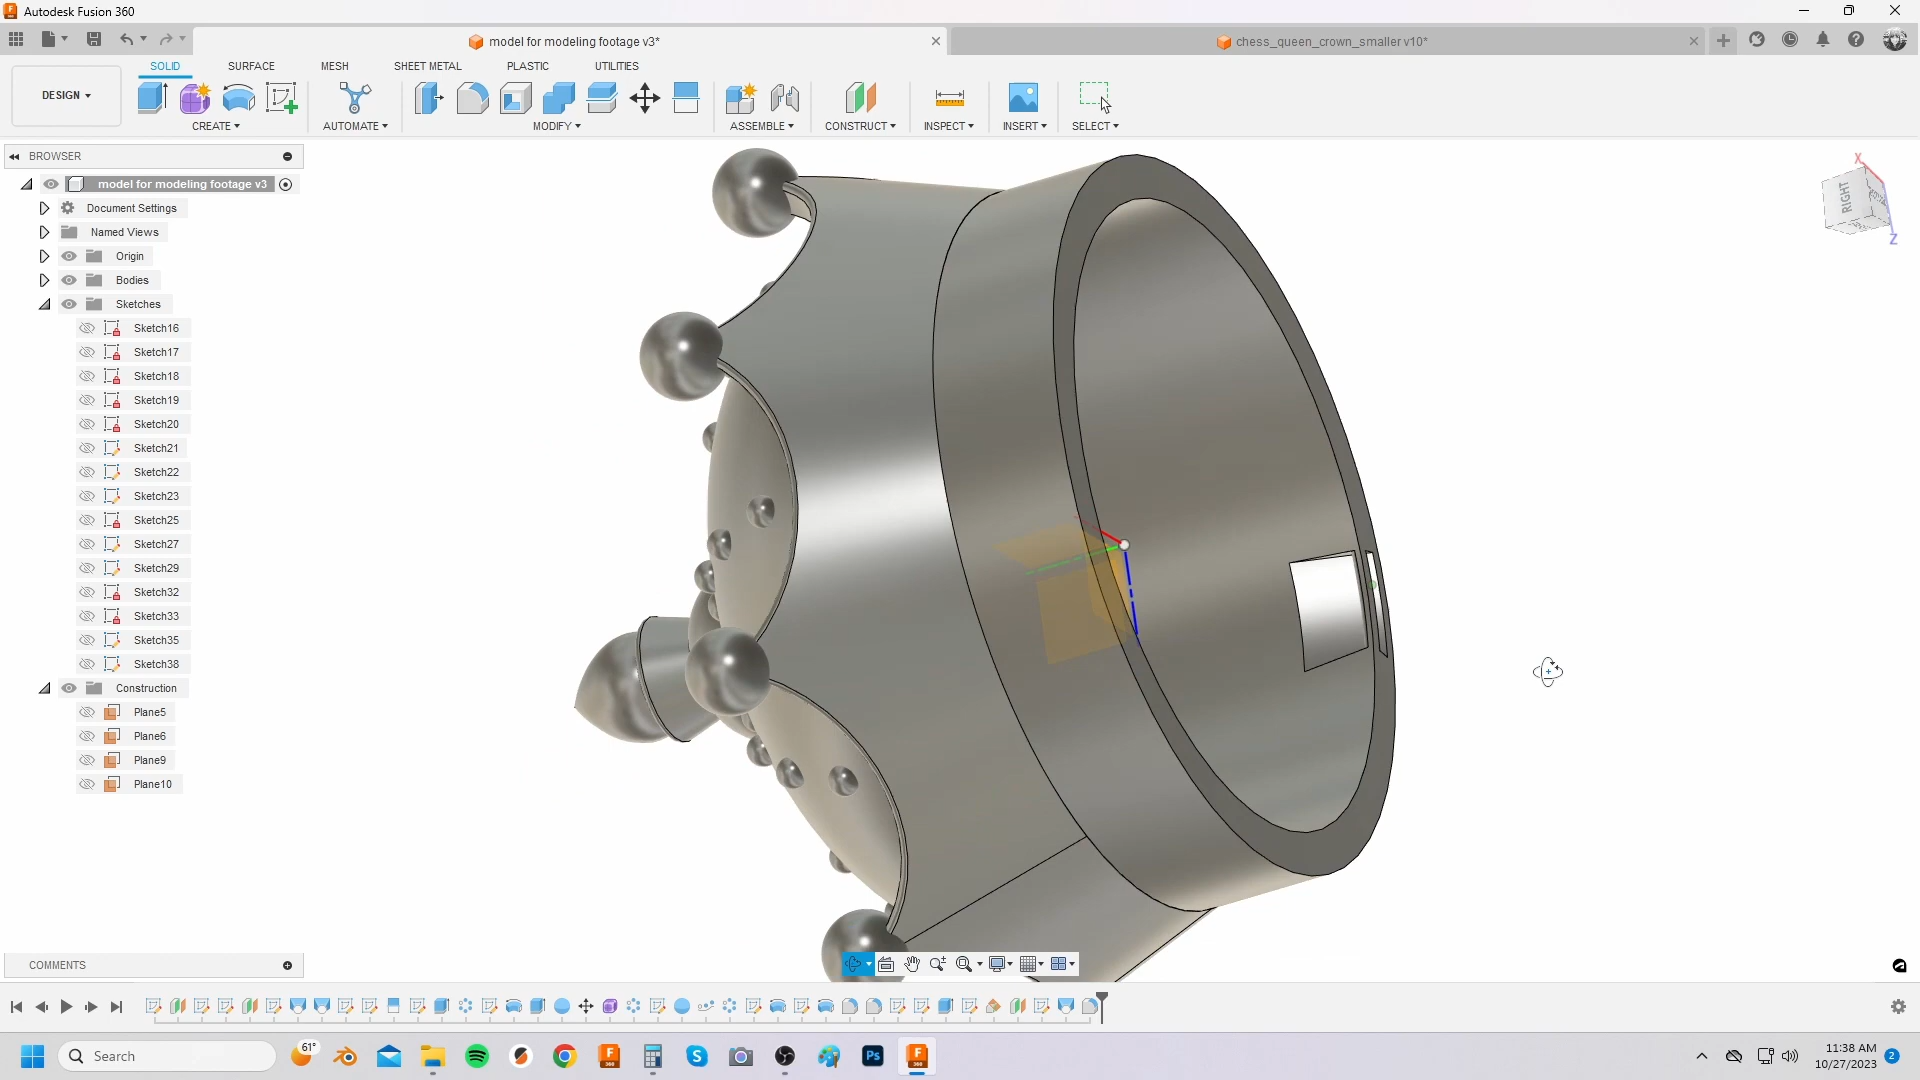 Autodesk Fusion 360
model for modeling footage v3*
chess_queen_crown_smaller v10*
SOLID
SURFACE
MESH
SHEET METAL
PLASTIC
UTILITIES
DESIGN
CREATE
AUTOMATE
MODIFY
ASSEMBLE
CONSTRUCT
INSPECT
INSERT
SELECT
BROWSER
model for modeling footage v3
Document Settings
Named Views
Origin
Bodies
Sketches
Sketch16
Sketch17
Sketch18
Sketch19
Sketch20
Sketch21
Sketch22
Sketch23
Sketch25
Sketch27
Sketch29
Sketch32
Sketch33
Sketch35
Sketch38
Construction
Plane5
Plane6
Plane9
Plane10
X
RIGHT
Z
COMMENTS
Search
61°
Ps
11:38 AM
10/27/2023
2